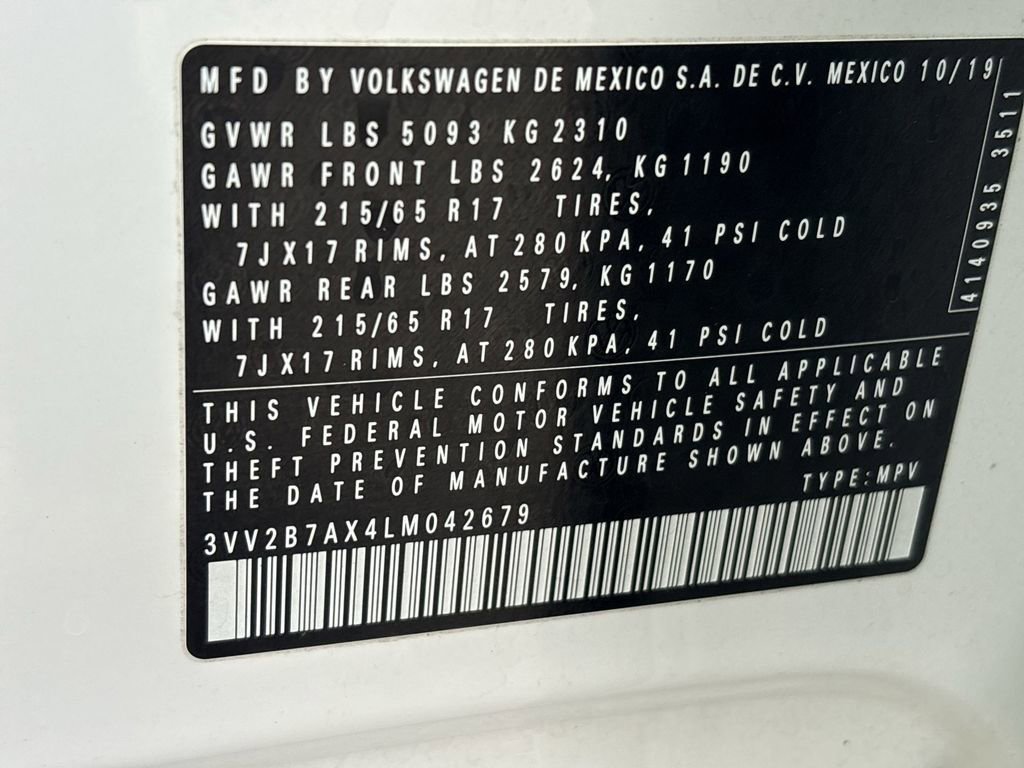 MFD BY VOLKSWAGEN DE MEXICO S.A. DE C.V. MEXICO 10/19
GVWR LBS 5093 KG 2310
GAWR FRONT LBS 2624, KG 1190
WITH 215/65 R17 TIRES,
7JX17 RIMS, AT 280 KPA, 41 PSI COLD
GAWR REAR LBS 2579, KG 1170
WITH 215/65 R17 TIRES,
7JX17 RIMS, AT 280 KPA, 41 PSI COLD
THIS VEHICLE CONFORMS TO ALL APPLICABLE
U.S. FEDERAL MOTOR VEHICLE SAFETY AND
THEFT PREVENTION STANDARDS IN EFFECT ON
THE DATE OF MANUFACTURE SHOWN ABOVE.
TYPE: MPV
3VV2B7AX4LM042679
4140935 3511